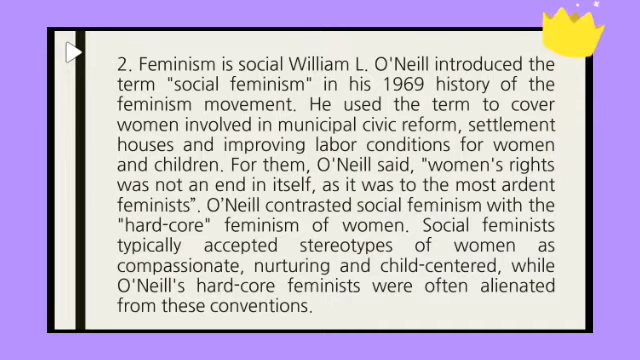 2. Feminism is social William L. O'Neill introduced the
term "social feminism" in his 1969 history of the
feminism movement. He used the term to cover
women involved in municipal civic reform, settlement
houses and improving labor conditions for women
and children. For them, O'Neill said, "women's rights
was not an end in itself, as it was to the most ardent
feminists”. O’Neill contrasted social feminism with the
"hard-core" feminism of women. Social feminists
typically accepted stereotypes of women as
compassionate, nurturing and child-centered, while
O'Neill's hard-core feminists were often alienated
from these conventions.